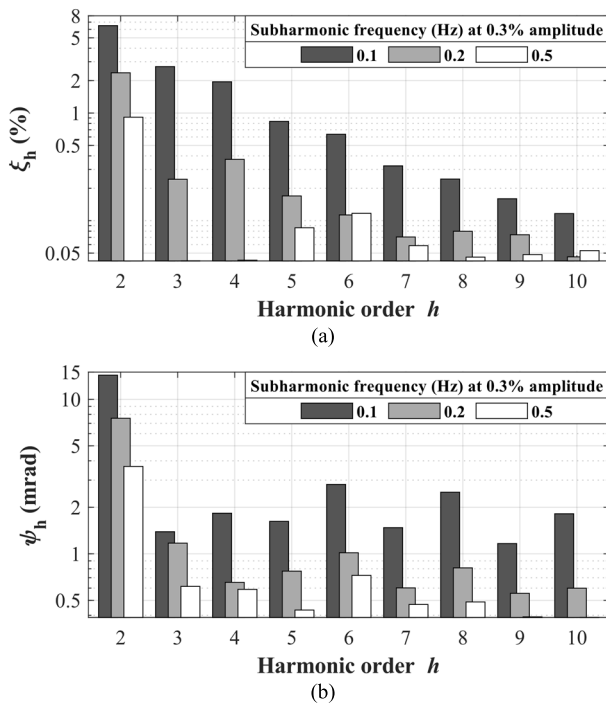 8
5
2
1
0.5
0.05
ξh (%)
Subharmonic frequency (Hz) at 0.3% amplitude
0.1 0.2 0.5
2 3 4 5 6 7 8 9 10
Harmonic order h
(a)
15
10
5
2
1
0.5
ψh (mrad)
Subharmonic frequency (Hz) at 0.3% amplitude
0.1 0.2 0.5
2 3 4 5 6 7 8 9 10
Harmonic order h
(b)